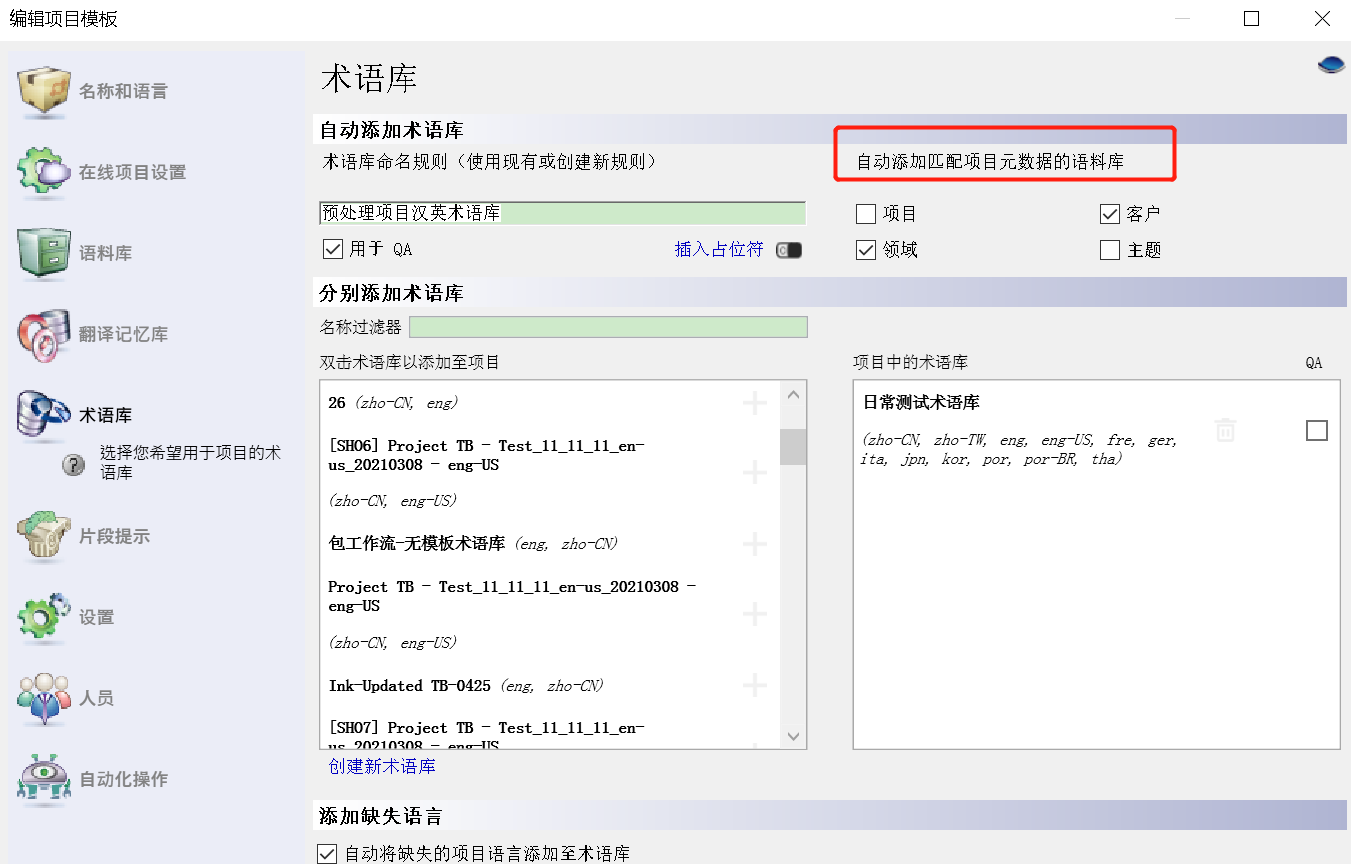 编辑项目模板
名称和语言
在线项目设置
语料库
翻译记忆库
术语库
选择您希望用于项目的术
语库
片段提示
设置
人员
自动化操作
术语库
自动添加术语库
术语库命名规则（使用现有或创建新规则）
预处理项目汉英术语库
用于 QA
插入占位符
自动添加匹配项目元数据的语料库
项目
客户
领域
主题
分别添加术语库
名称过滤器
双击术语库以添加至项目
26 (zho-CN, eng)
[SH06] Project TB - Test_11_11_11_en-
us_20210308 - eng-US
(zho-CN, eng-US)
包工作流-无模板术语库 (eng, zho-CN)
Project TB - Test_11_11_11_en-us_20210308 -
eng-US
(zho-CN, eng-US)
Ink-Updated TB-0425 (eng, zho-CN)
[SH07] Project TB - Test_11_11_11_en-
us_20210308 - eng-US
创建新术语库
项目中的术语库
QA
日常测试术语库
(zho-CN, zho-TW, eng, eng-US, fre, ger,
ita, jpn, kor, por, por-BR, tha)
添加缺失语言
自动将缺失的项目语言添加至术语库